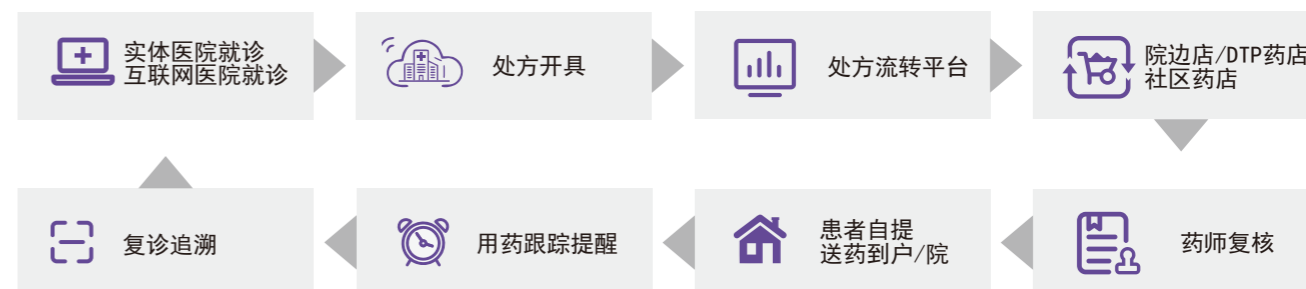 实体医院就诊
互联网医院就诊
处方开具
处方流转平台
院边店/DTP药店
社区药店
复诊追溯
用药跟踪提醒
患者自提
送药到户/院
药师复核